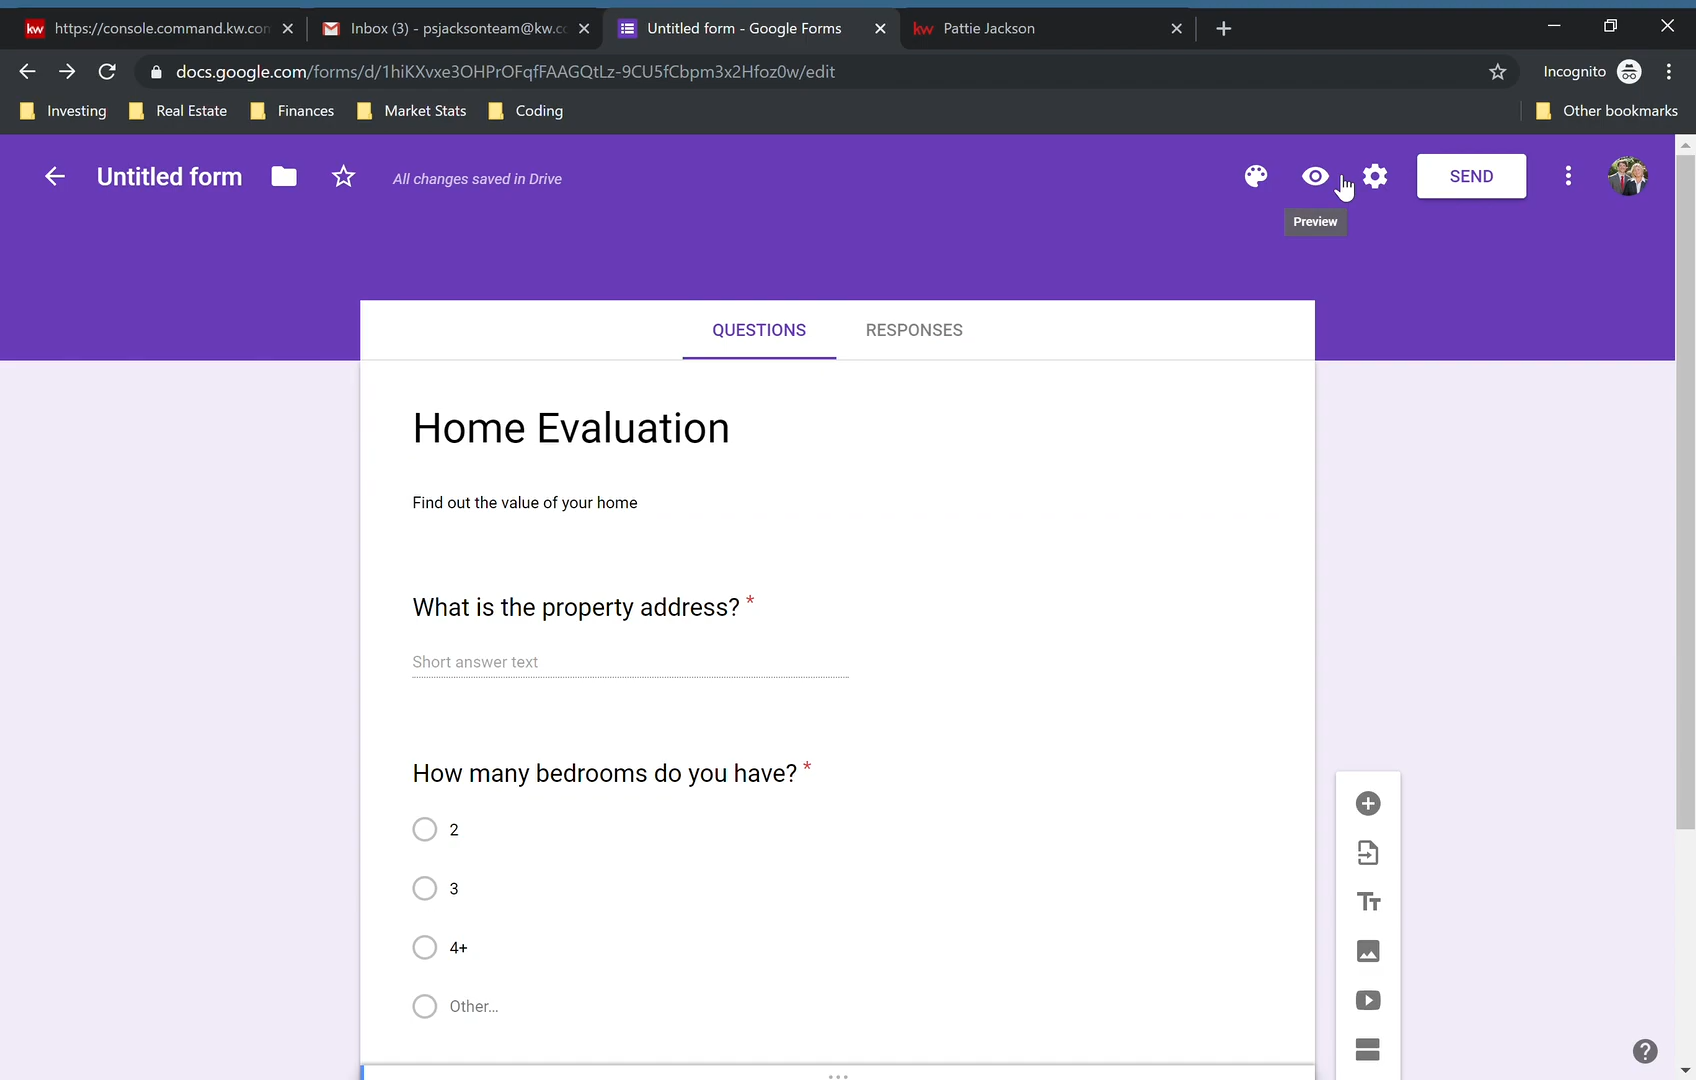 kw https://console.command.kw.con
Inbox (3) - psjacksonteam@kw.cc
Untitled form - Google Forms
kw Pattie Jackson
docs.google.com/forms/d/1hiKXvxe3OHPrOFqfFAAGQtLz-9CU5fCbpm3x2Hfoz0w/edit
Incognito
Investing
Real Estate
Finances
Market Stats
Coding
Other bookmarks
Untitled form
All changes saved in Drive
SEND
Preview
QUESTIONS
RESPONSES
Home Evaluation
Find out the value of your home
What is the property address? *
Short answer text
How many bedrooms do you have? *
2
3
4+
Other...
Tт
?